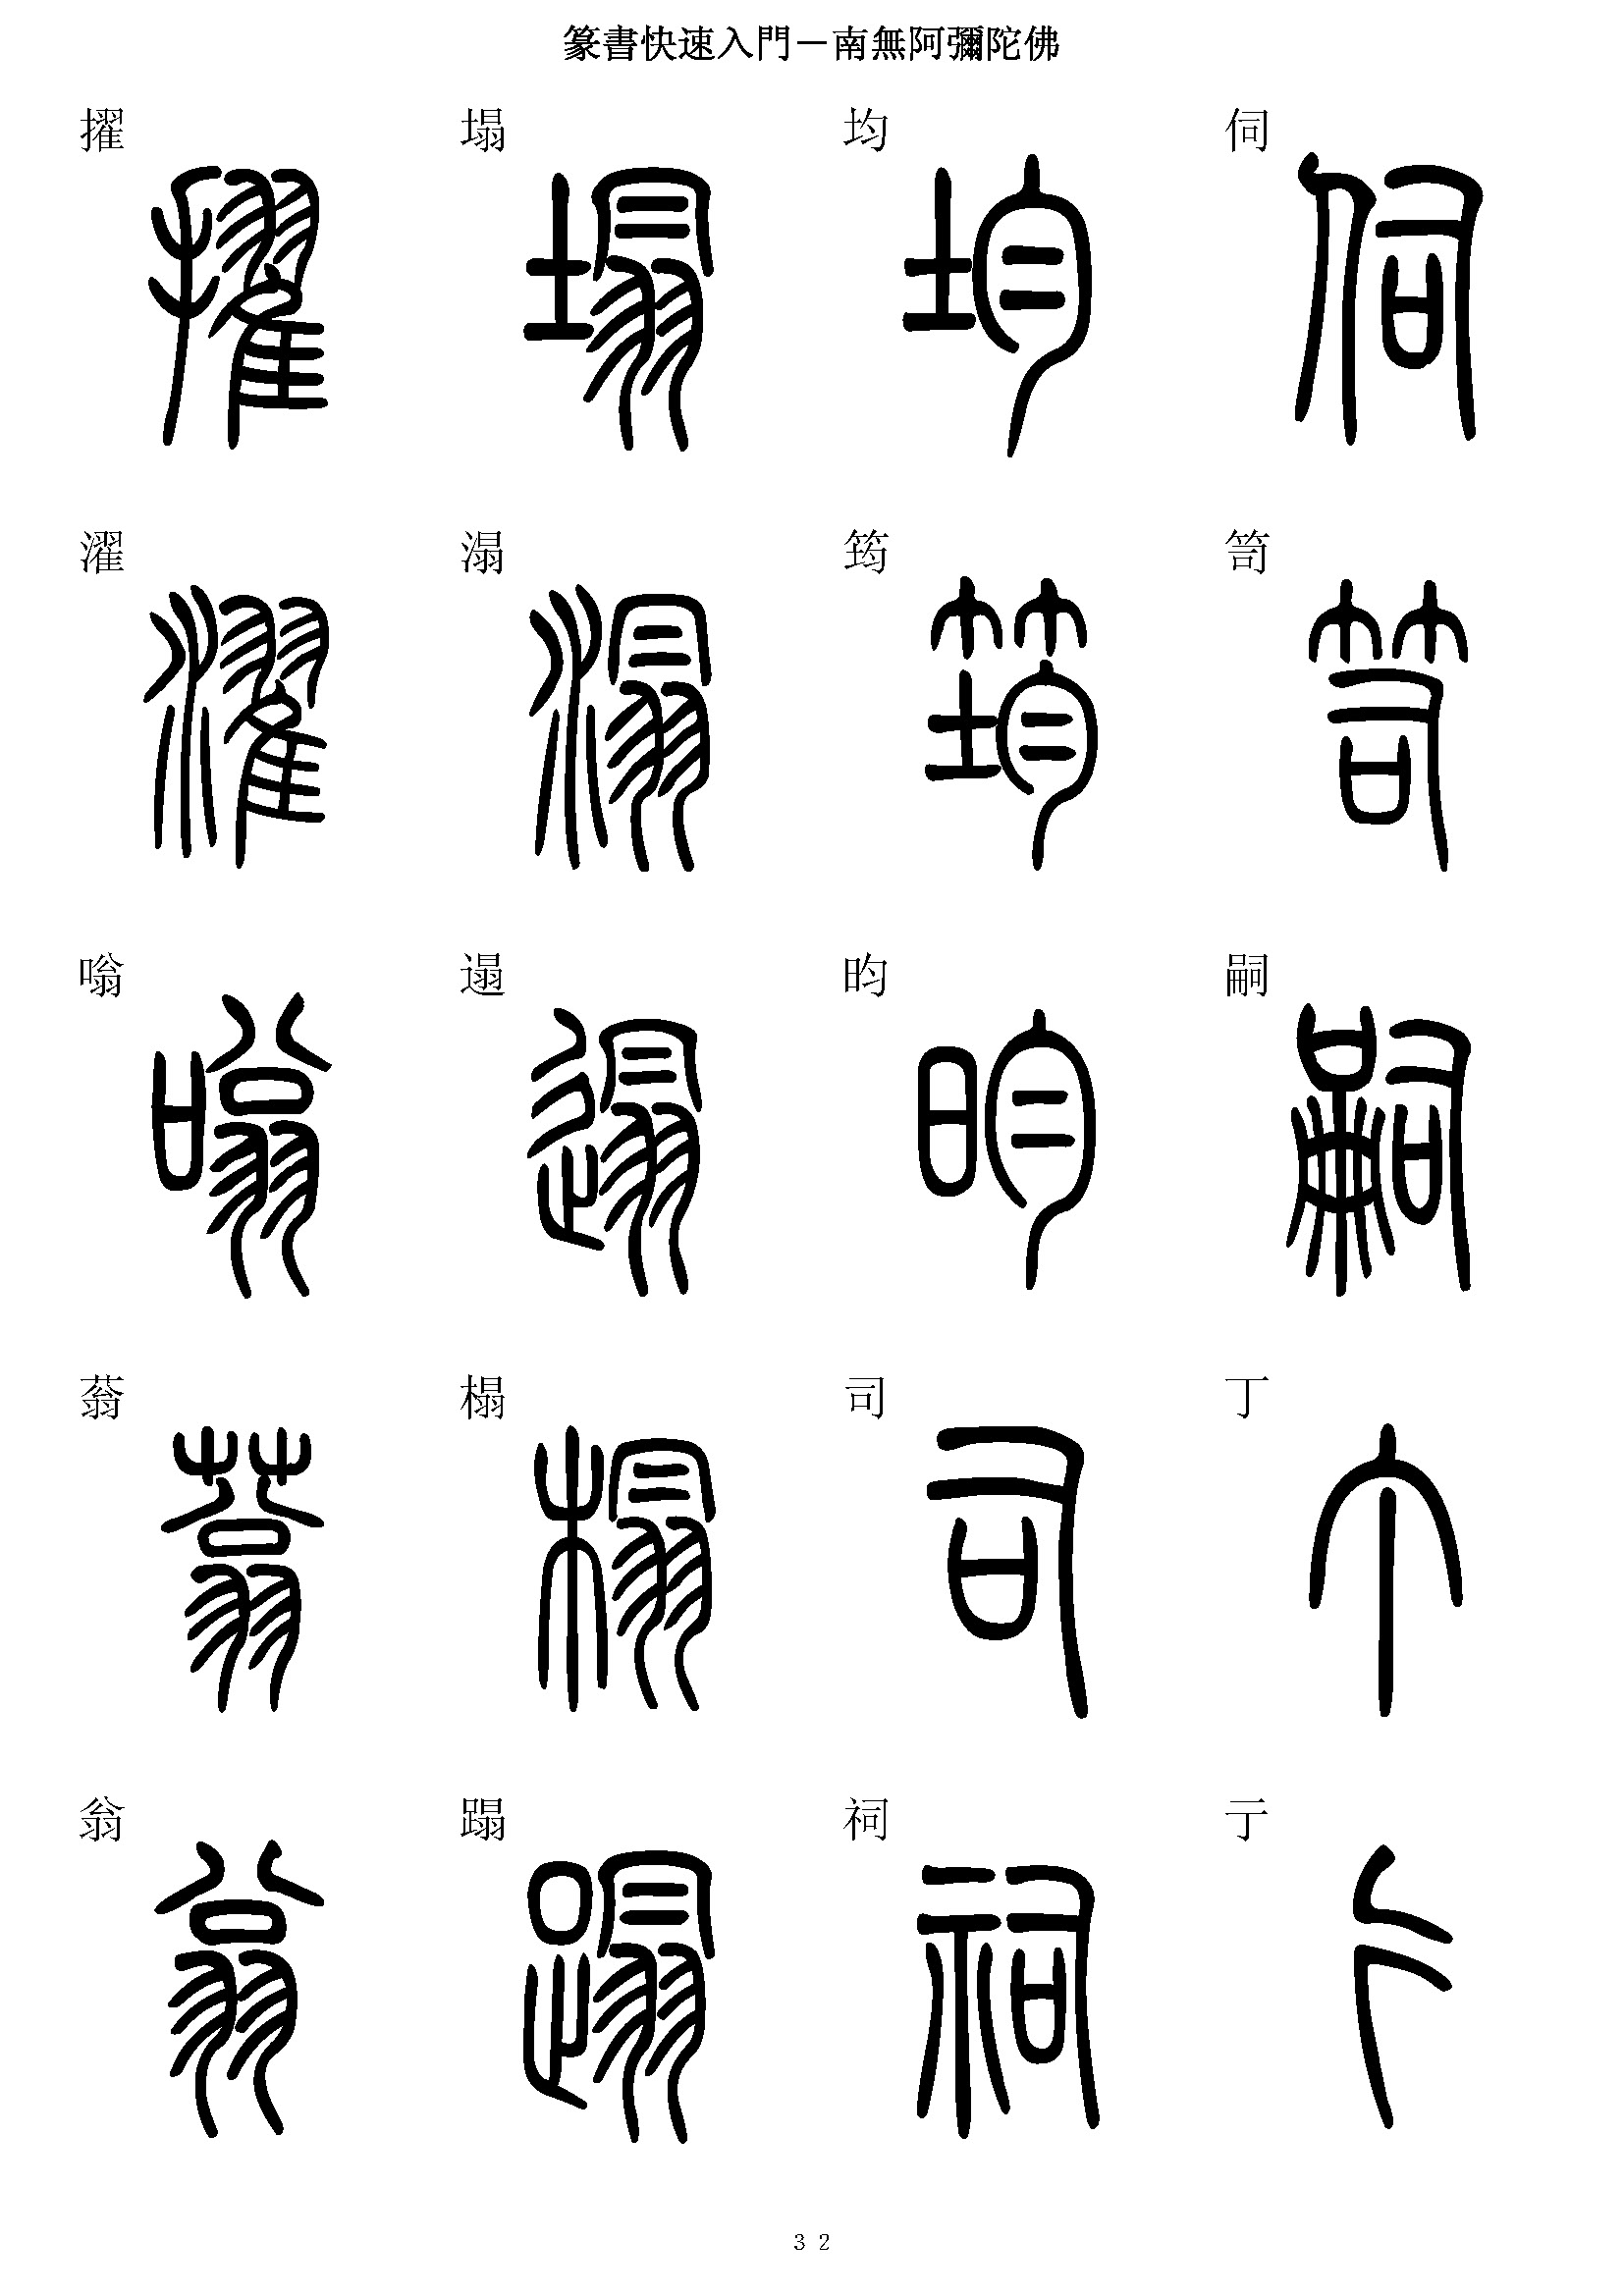 篆書快速入門－南無阿彌陀佛
擢 塌 均 伺
濯 溻 筠 笥
嗡 遢 昀 嗣
蓊 榻 司 丁
翁 蹋 祠 亍
32